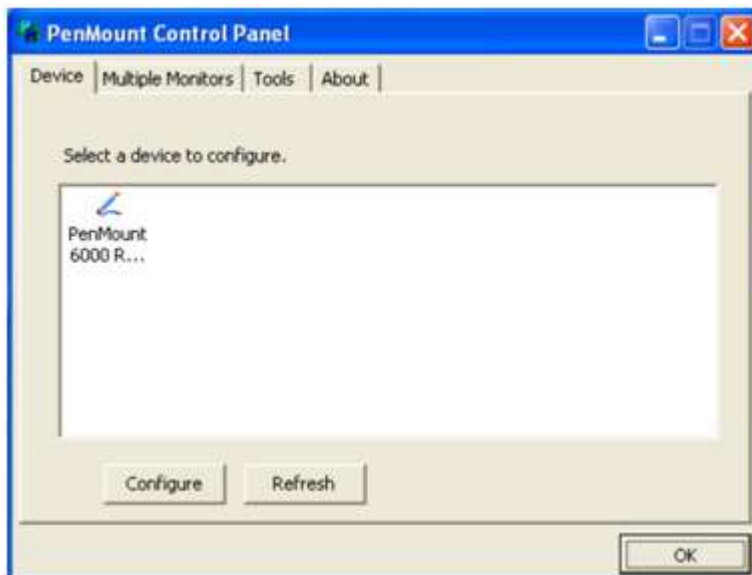 PenMount Control Panel
Device Multiple Monitors Tools About
Select a device to configure.
PenMount
6000 R...
Configure Refresh
OK